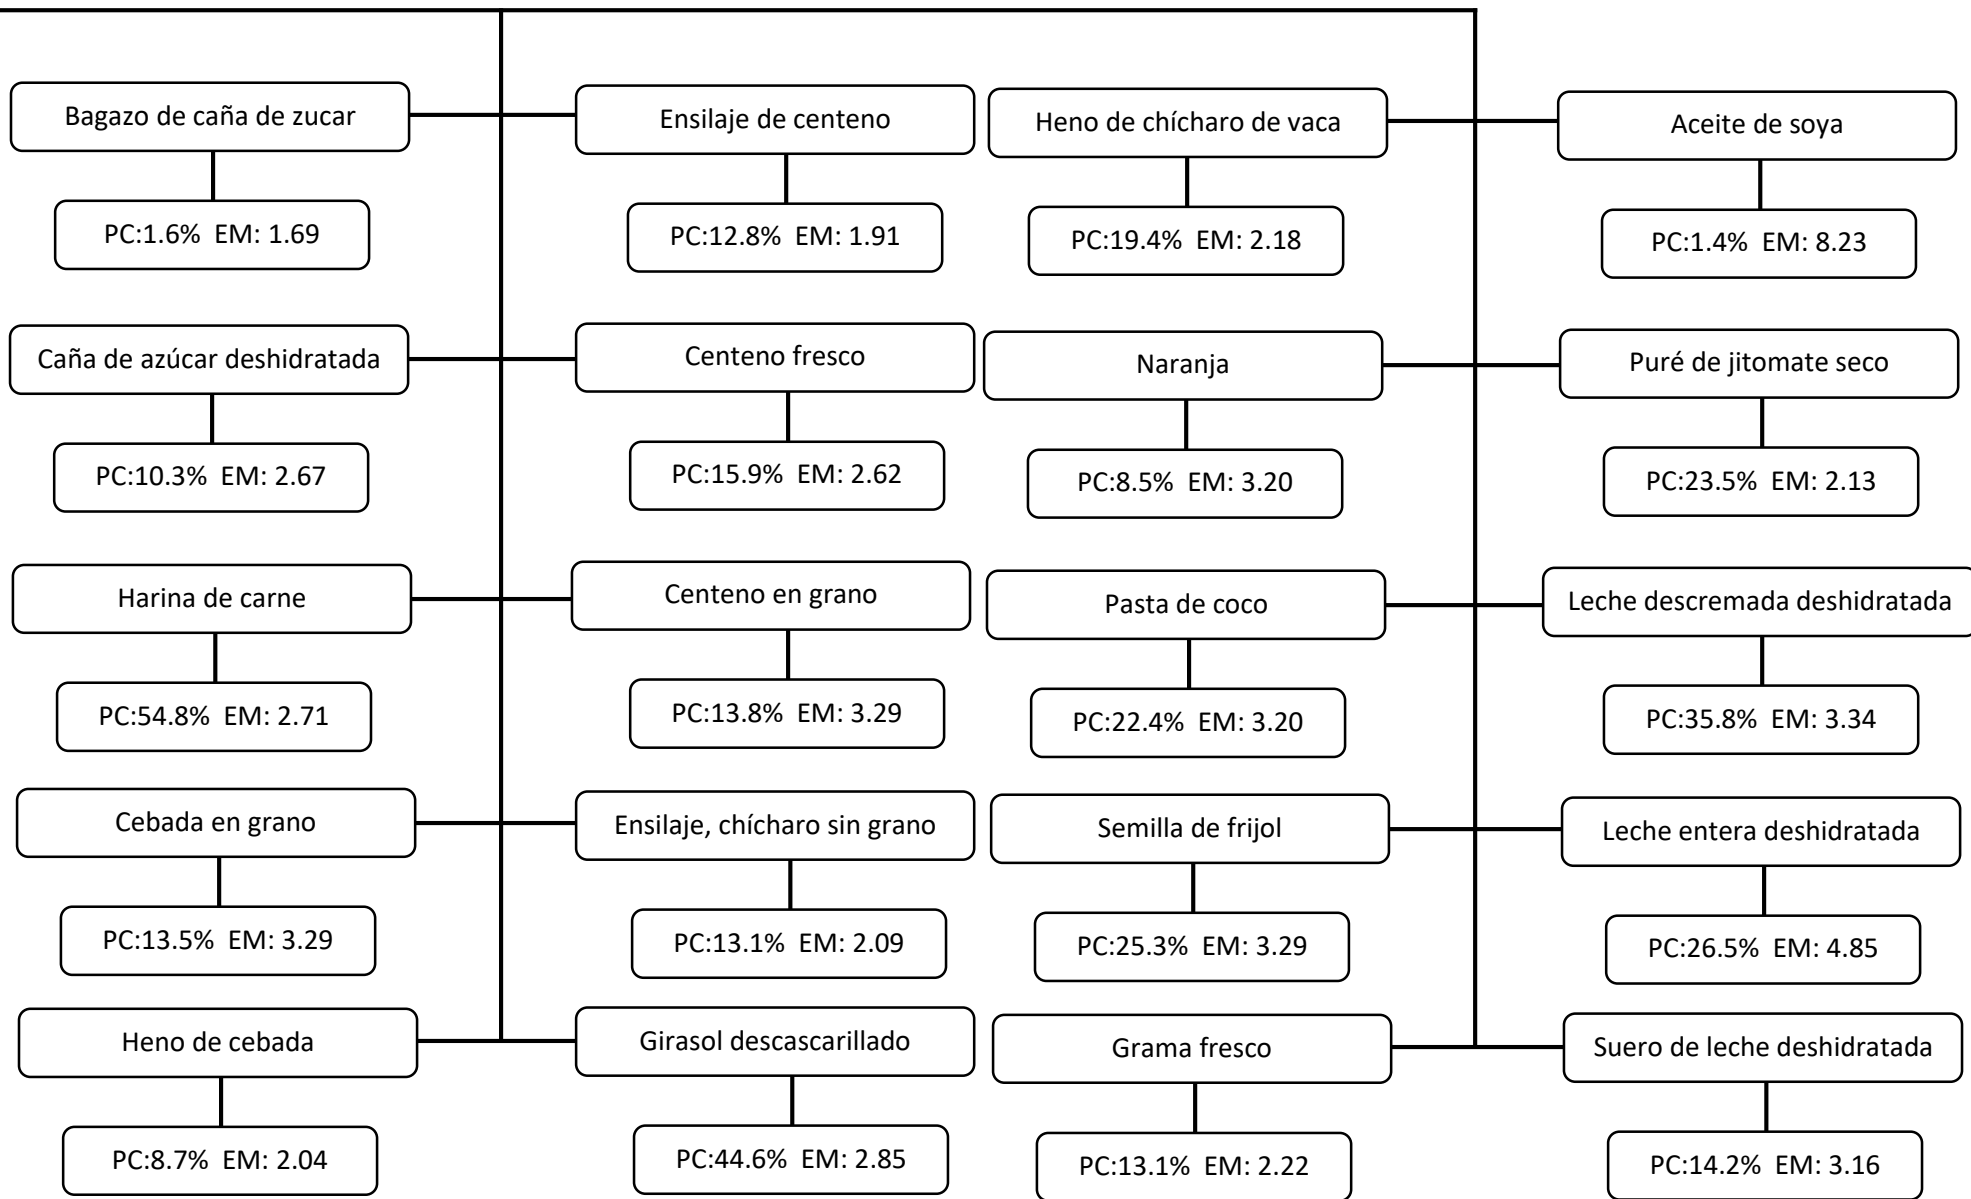 Bagazo de caña de zucar
PC:1.6%  EM: 1.69
Caña de azúcar deshidratada
PC:10.3%  EM: 2.67
Harina de carne
PC:54.8%  EM: 2.71
Cebada en grano
PC:13.5%  EM: 3.29
Heno de cebada
PC:8.7%  EM: 2.04
Ensilaje de centeno
PC:12.8%  EM: 1.91
Centeno fresco
PC:15.9%  EM: 2.62
Centeno en grano
PC:13.8%  EM: 3.29
Ensilaje, chícharo sin grano
PC:13.1%  EM: 2.09
Girasol descascarillado
PC:44.6%  EM: 2.85
Heno de chícharo de vaca
PC:19.4%  EM: 2.18
Naranja
PC:8.5%  EM: 3.20
Pasta de coco
PC:22.4%  EM: 3.20
Semilla de frijol
PC:25.3%  EM: 3.29
Grama fresco
PC:13.1%  EM: 2.22
Aceite de soya
PC:1.4%  EM: 8.23
Puré de jitomate seco
PC:23.5%  EM: 2.13
Leche descremada deshidratada
PC:35.8%  EM: 3.34
Leche entera deshidratada
PC:26.5%  EM: 4.85
Suero de leche deshidratada
PC:14.2%  EM: 3.16